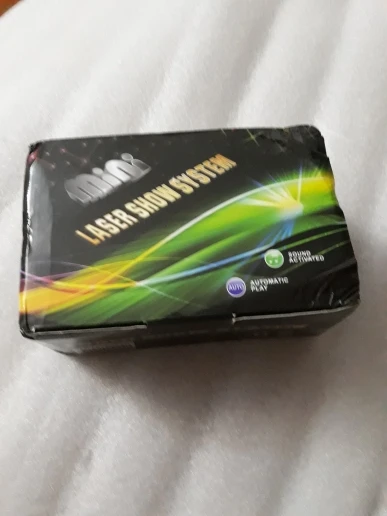 mini
LASER SHOW SYSTEM
SOUND
ACTIVATED
AUTO
AUTOMATIC
PLAY